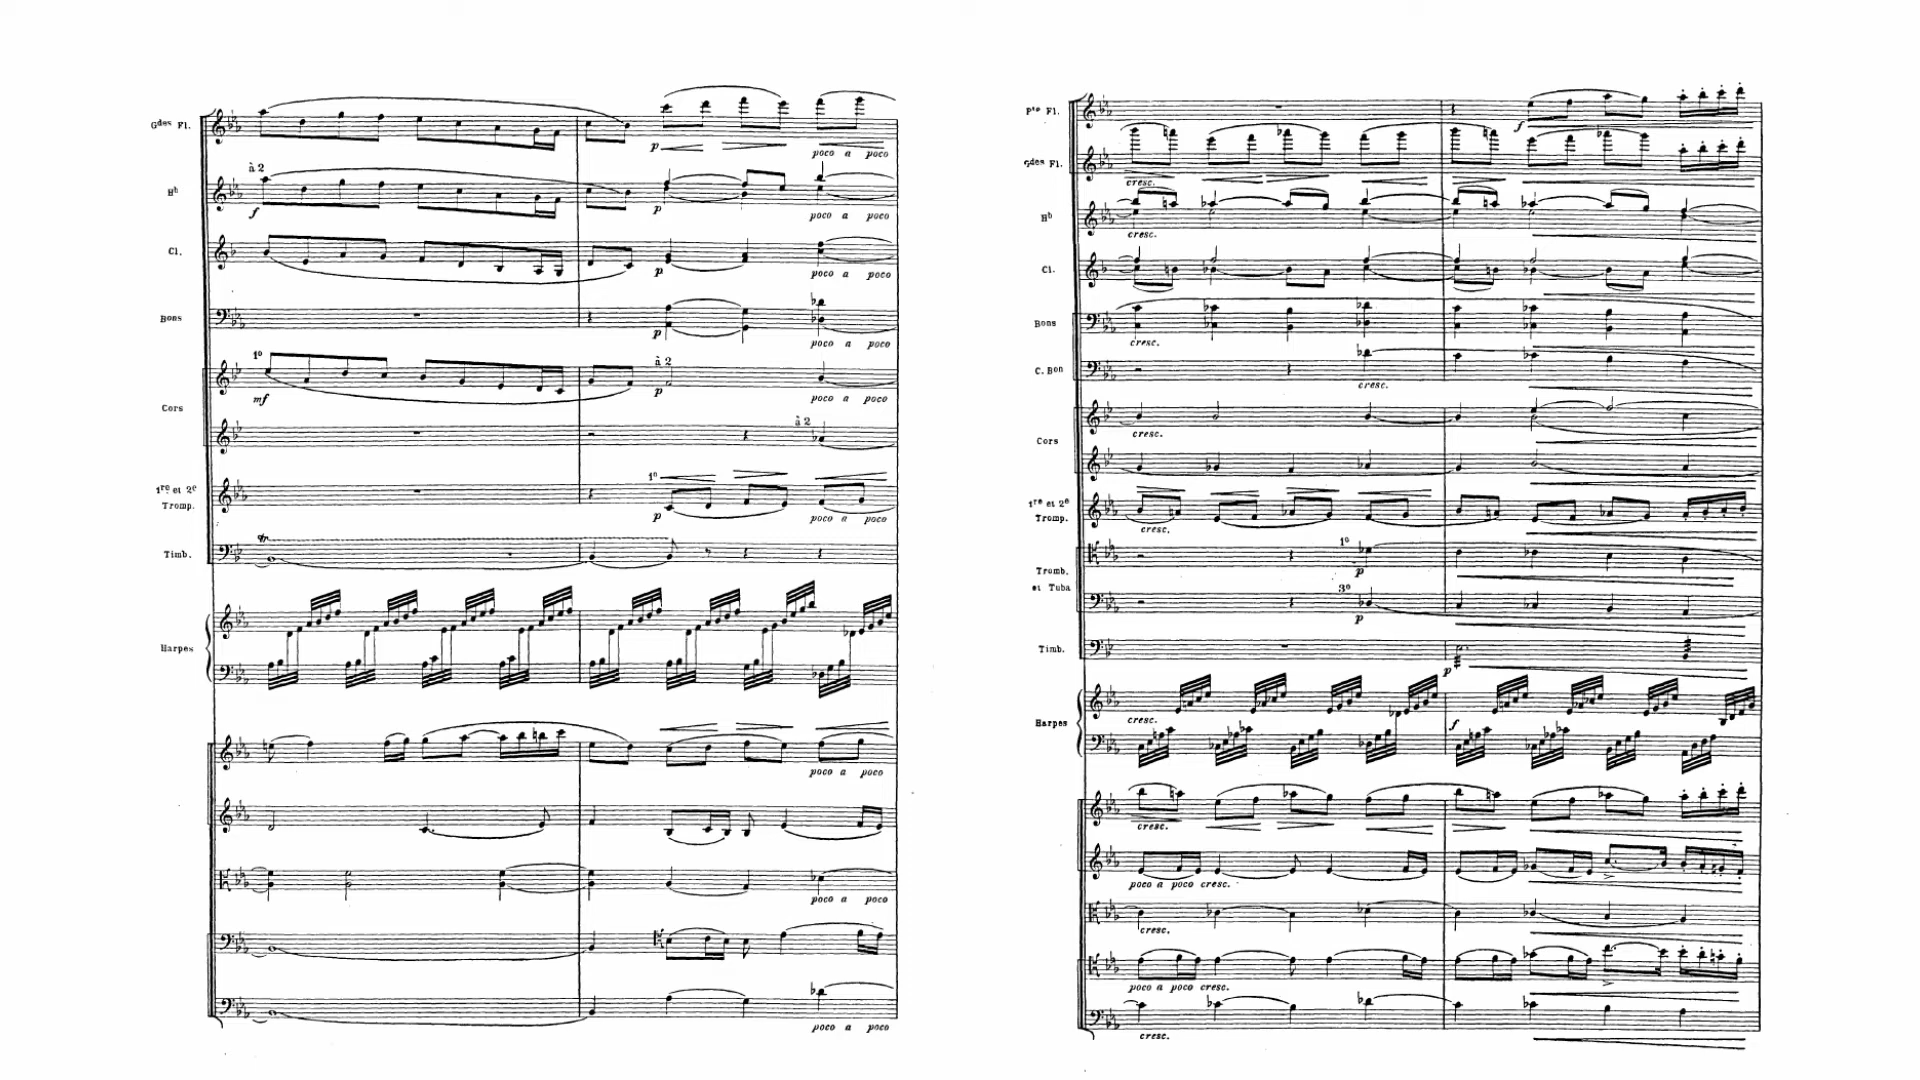 Gdes Fl.
p
poco a poco
à 2
Hb
f
p
poco a poco
Cl.
p
poco a poco
Bons
p
poco a poco
1º
à 2
mf
p
poco a poco
Cors
à 2
1º
1re et 2e
Tromp.
p
poco a poco
tr
Timb.
Harpes
poco a poco
poco a poco
poco a poco
Pte Fl.
f
Gdes Fl.
cresc.
Hb
cresc.
Cl.
Bons
cresc.
C. Bon
cresc.
cresc.
Cors
1re et 2e
Tromp.
cresc.
1º
p
Tromb.
et Tuba
3º
p
Timb.
p
cresc.
f
Harpes
cresc.
poco a poco cresc.
cresc.
poco a poco cresc.
cresc.